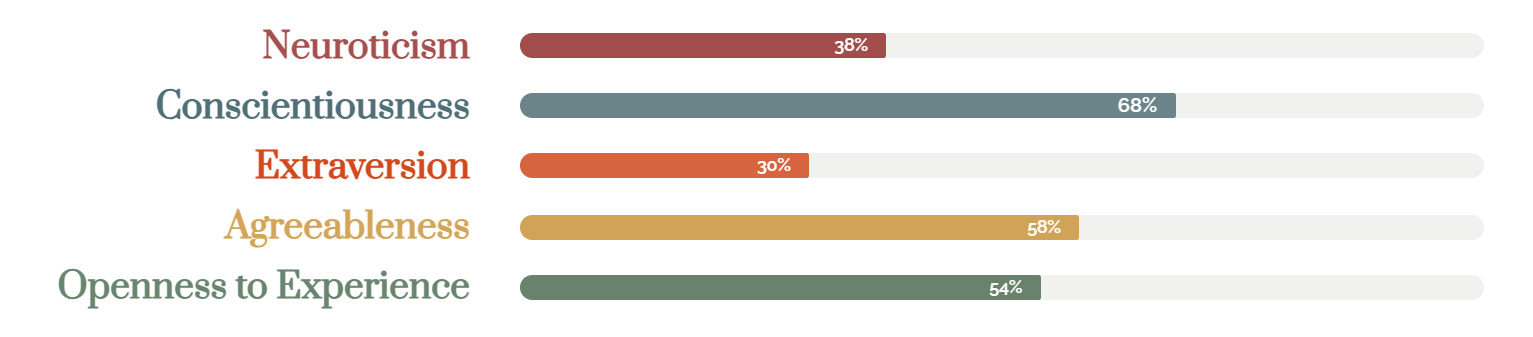 Neuroticism 38%
Conscientiousness 68%
Extraversion 30%
Agreeableness 58%
Openness to Experience 54%